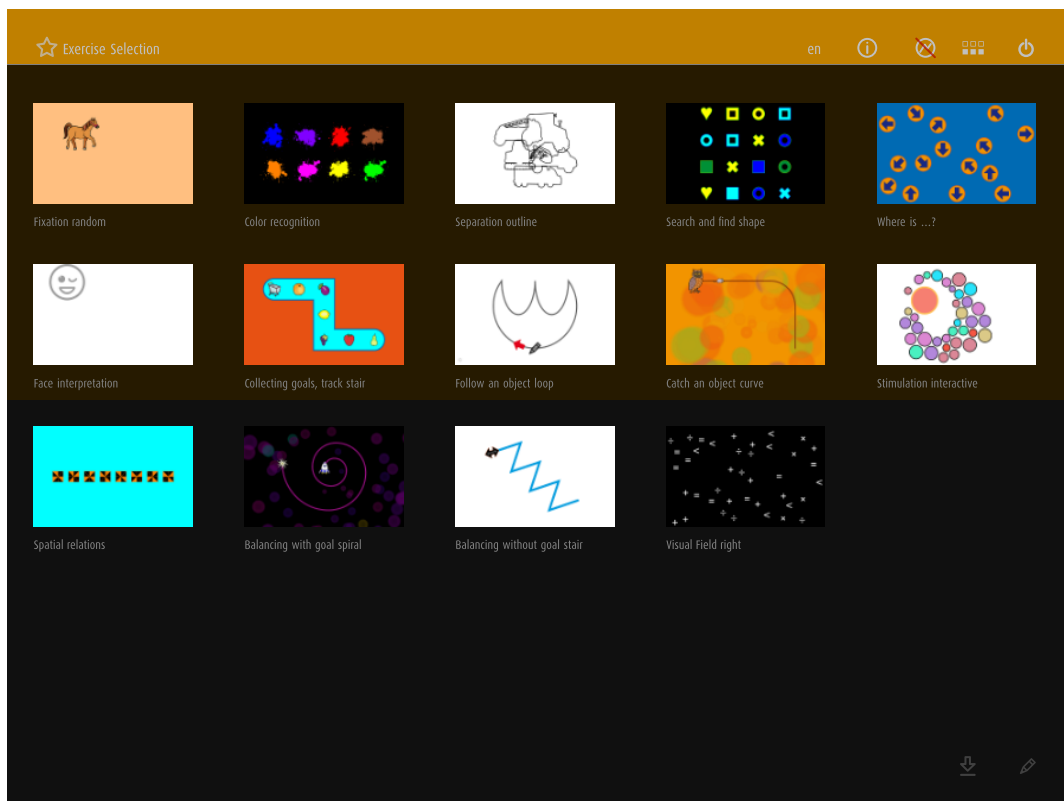 Exercise Selection
en
Fixation random
Color recognition
Separation outline
Search and find shape
Where is ...?
Face interpretation
Collecting goals, track stair
Follow an object loop
Catch an object curve
Stimulation interactive
Spatial relations
Balancing with goal spiral
Balancing without goal stair
Visual Field right